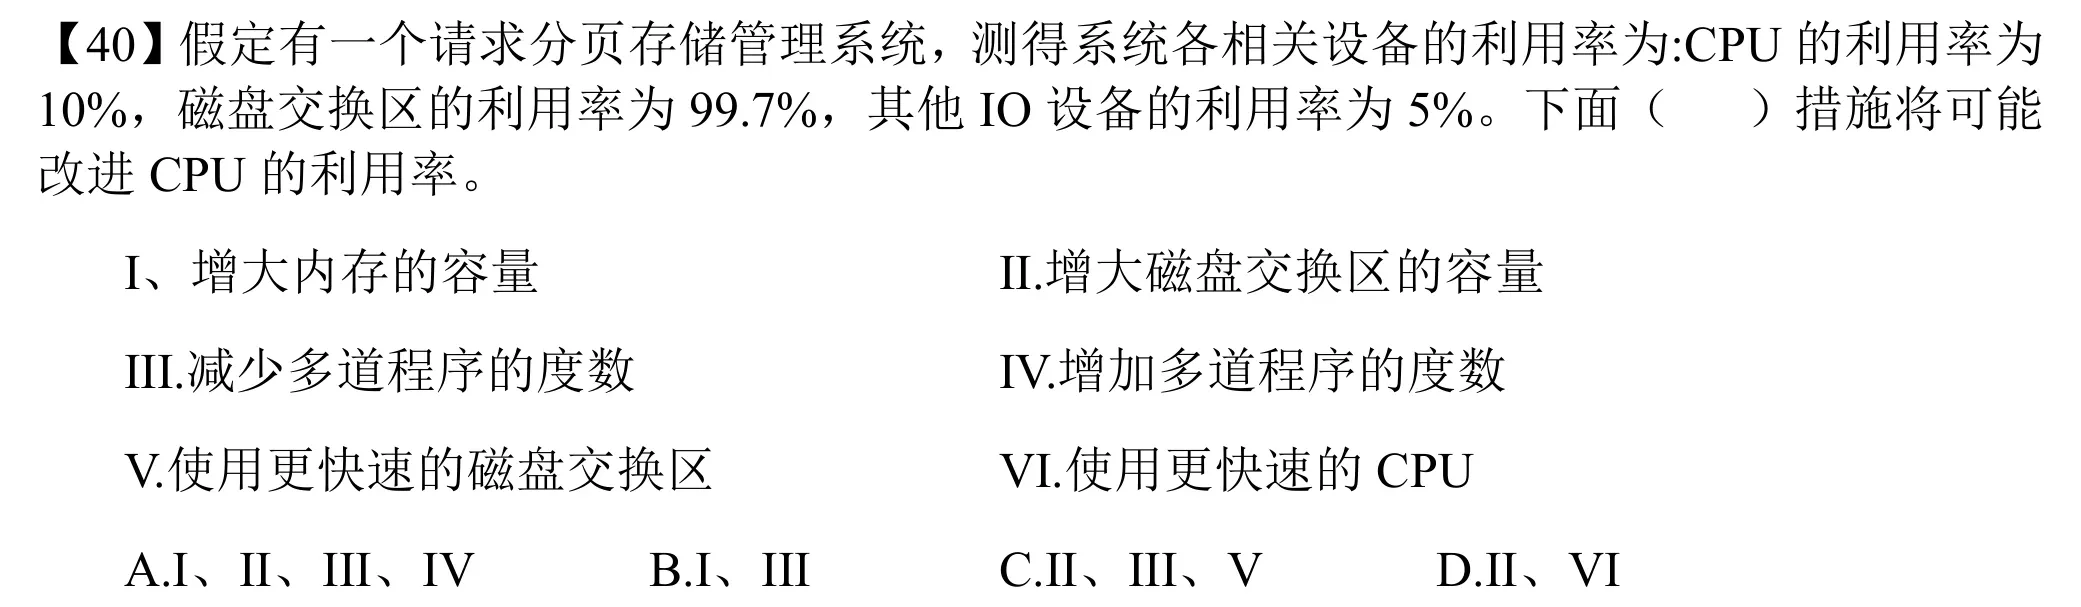 【40】假定有一个请求分页存储管理系统，测得系统各相关设备的利用率为:CPU 的利用率为
10%，磁盘交换区的利用率为 99.7%，其他 IO 设备的利用率为 5%。下面（　　）措施将可能
改进 CPU 的利用率。
I、增大内存的容量 II.增大磁盘交换区的容量
III.减少多道程序的度数 IV.增加多道程序的度数
V.使用更快速的磁盘交换区 VI.使用更快速的 CPU
A.I、II、III、IV B.I、III C.II、III、V D.II、VI